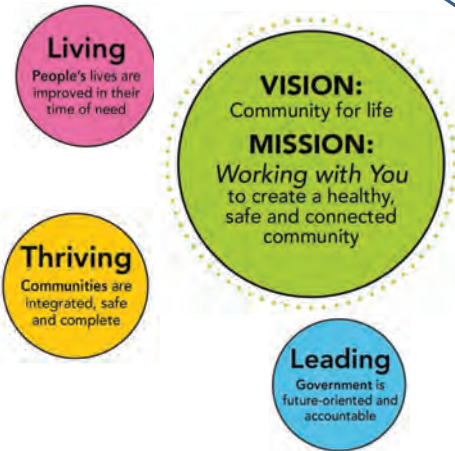 Living
People's lives are
improved in their
time of need
VISION:
Community for life
MISSION:
Working with You
to create a healthy,
safe and connected
community
Thriving
Communities are
integrated, safe
and complete
Leading
Government is
future-oriented and
accountable